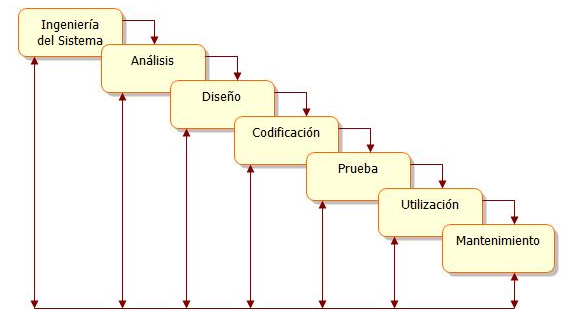 Ingeniería
del Sistema
Análisis
Diseño
Codificación
Prueba
Utilización
Mantenimiento